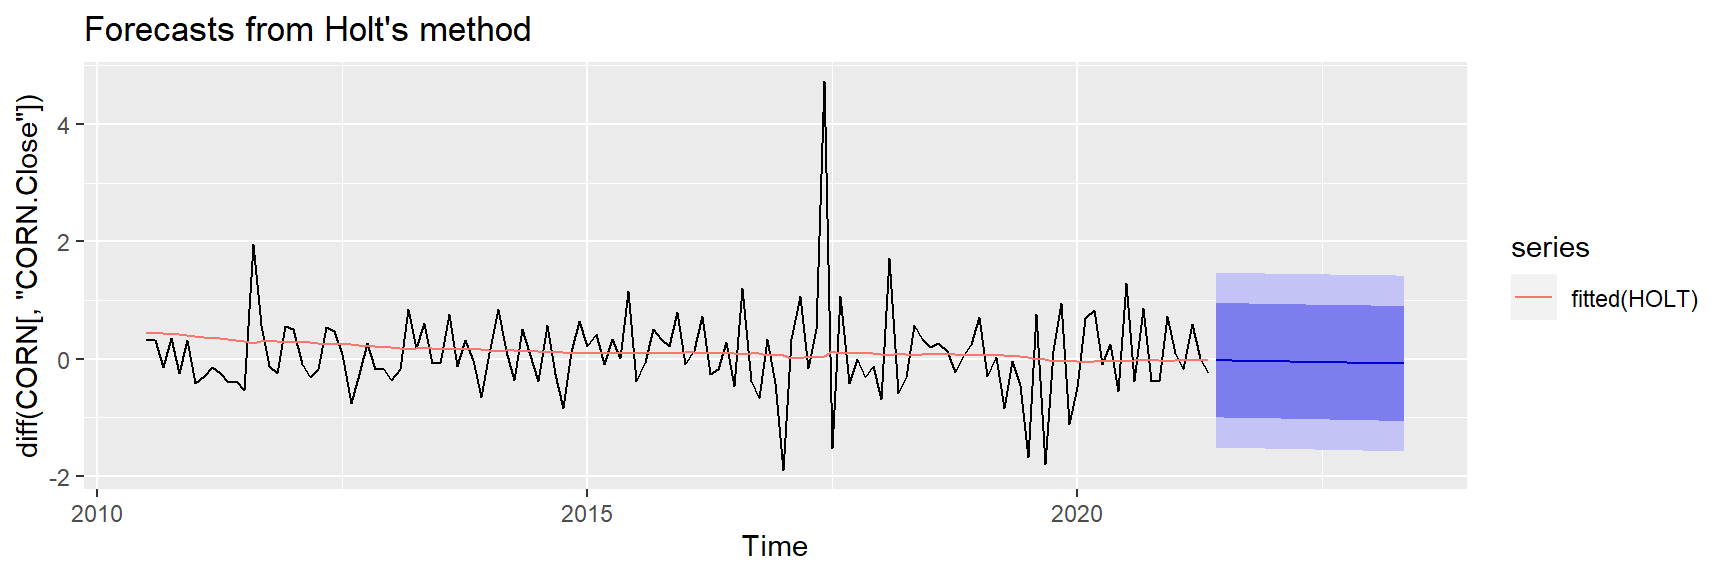 Forecasts from Holt's method
diff(CORN[, "CORN.Close"])
4
2
0
-2
2010
2015
2020
Time
series
fitted(HOLT)